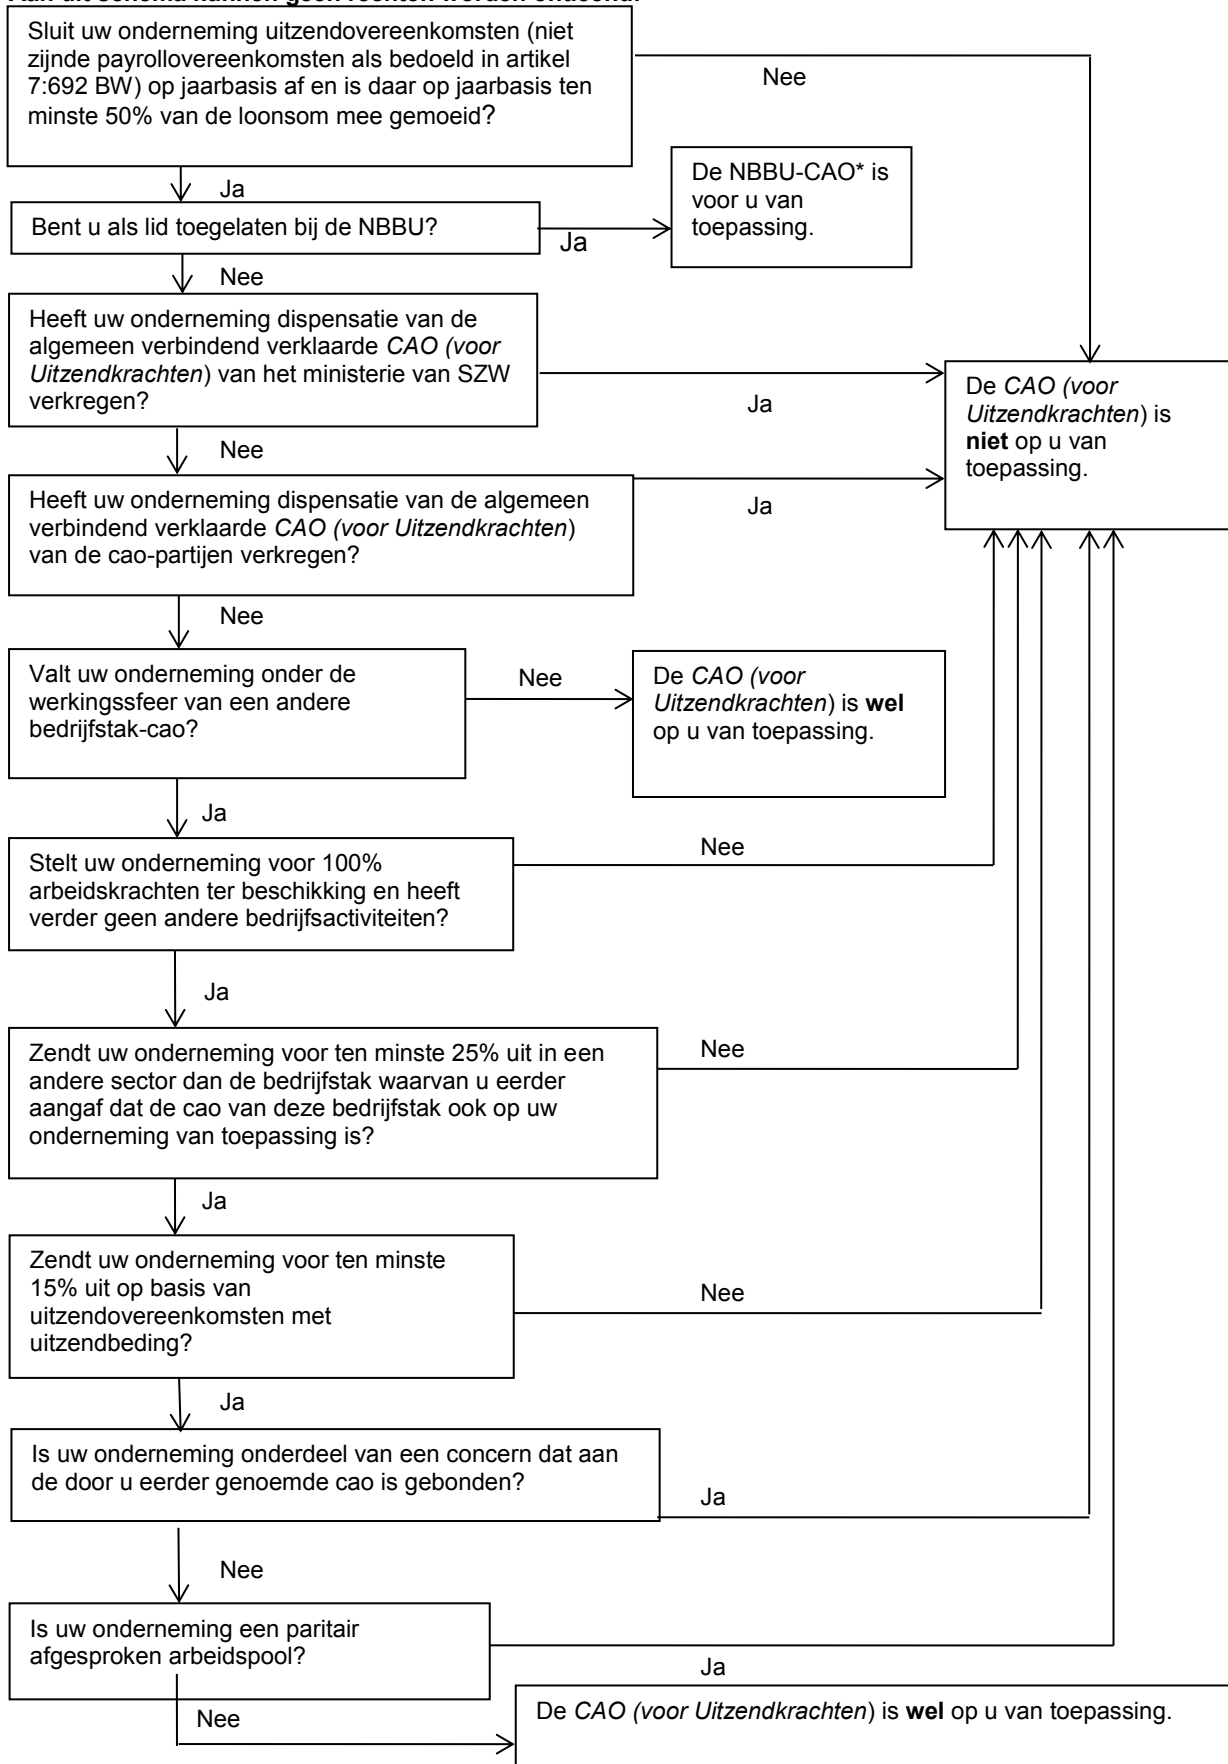 Sluit uw onderneming uitzendovereenkomsten (niet
zijnde payrollovereenkomsten als bedoeld in artikel
7:692 BW) op jaarbasis af en is daar op jaarbasis ten
minste 50% van de loonsom mee gemoeid?
Nee
Ja
De NBBU-CAO* is
voor u van
toepassing.
Bent u als lid toegelaten bij de NBBU?
Ja
Nee
Heeft uw onderneming dispensatie van de
algemeen verbindend verklaarde CAO (voor
Uitzendkrachten) van het ministerie van SZW
verkregen?
Ja
De CAO (voor
Uitzendkrachten) is
niet op u van
toepassing.
Nee
Heeft uw onderneming dispensatie van de algemeen
verbindend verklaarde CAO (voor Uitzendkrachten)
van de cao-partijen verkregen?
Ja
Nee
Valt uw onderneming onder de
werkingssfeer van een andere
bedrijfstak-cao?
Nee
De CAO (voor
Uitzendkrachten) is wel
op u van toepassing.
Ja
Stelt uw onderneming voor 100%
arbeidskrachten ter beschikking en heeft
verder geen andere bedrijfsactiviteiten?
Nee
Ja
Zendt uw onderneming voor ten minste 25% uit in een
andere sector dan de bedrijfstak waarvan u eerder
aangaf dat de cao van deze bedrijfstak ook op uw
onderneming van toepassing is?
Nee
Ja
Zendt uw onderneming voor ten minste
15% uit op basis van
uitzendovereenkomsten met
uitzendbeding?
Nee
Ja
Is uw onderneming onderdeel van een concern dat aan
de door u eerder genoemde cao is gebonden?
Ja
Nee
Is uw onderneming een paritair
afgesproken arbeidspool?
Ja
Nee
De CAO (voor Uitzendkrachten) is wel op u van toepassing.